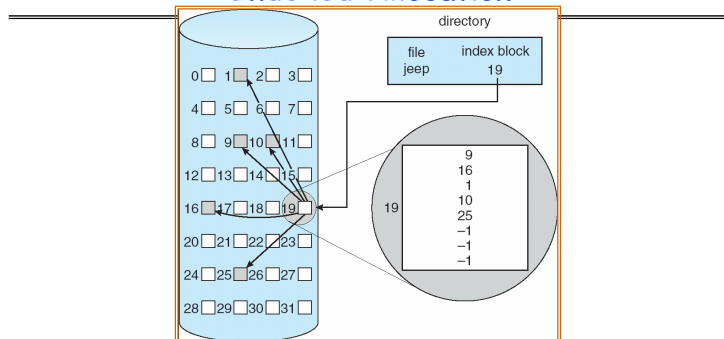 directory
file index block
jeep 19
0 1 2 3
4 5 6 7
8 9 10 11
12 13 14 15
16 17 18 19
20 21 22 23
24 25 26 27
28 29 30 31
19
9
16
1
10
25
–1
–1
–1